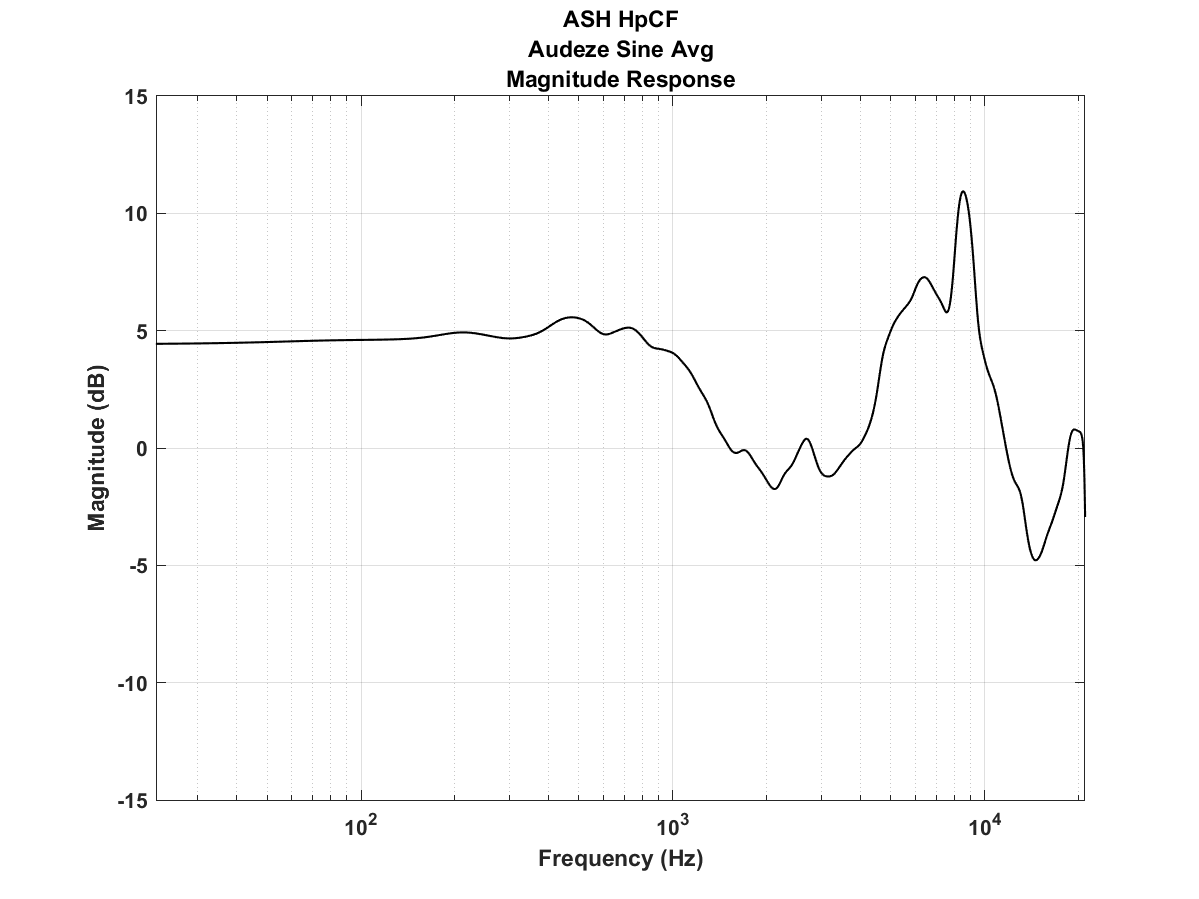 ASH HpCF
Audeze Sine Avg
Magnitude Response
15
10
5
0
-5
-10
-15
Magnitude (dB)
10² 10³ 10⁴
Frequency (Hz)